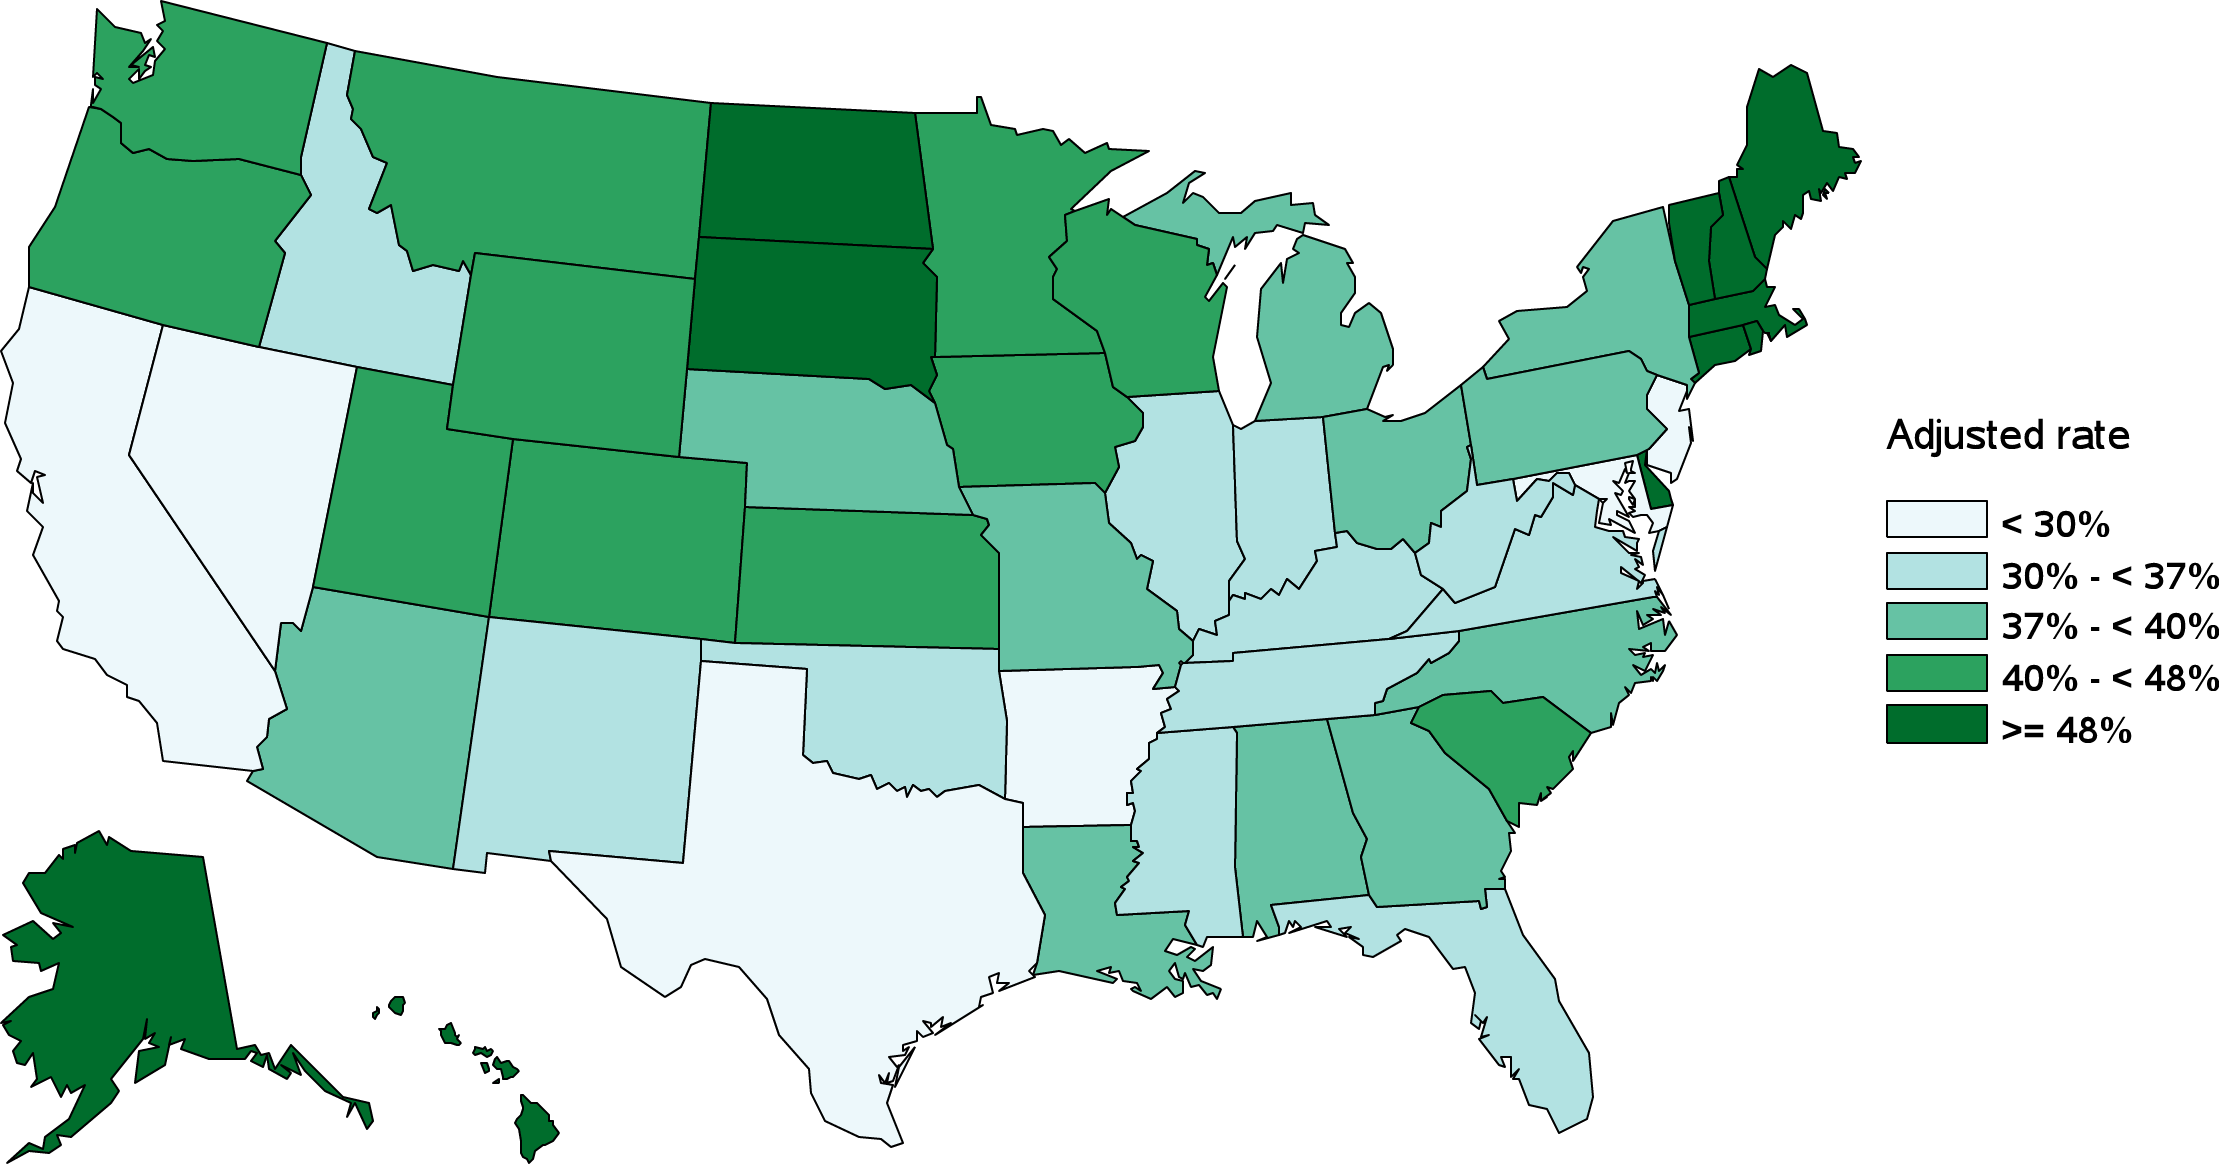 Adjusted rate
< 30%
30% - < 37%
37% - < 40%
40% - < 48%
>= 48%